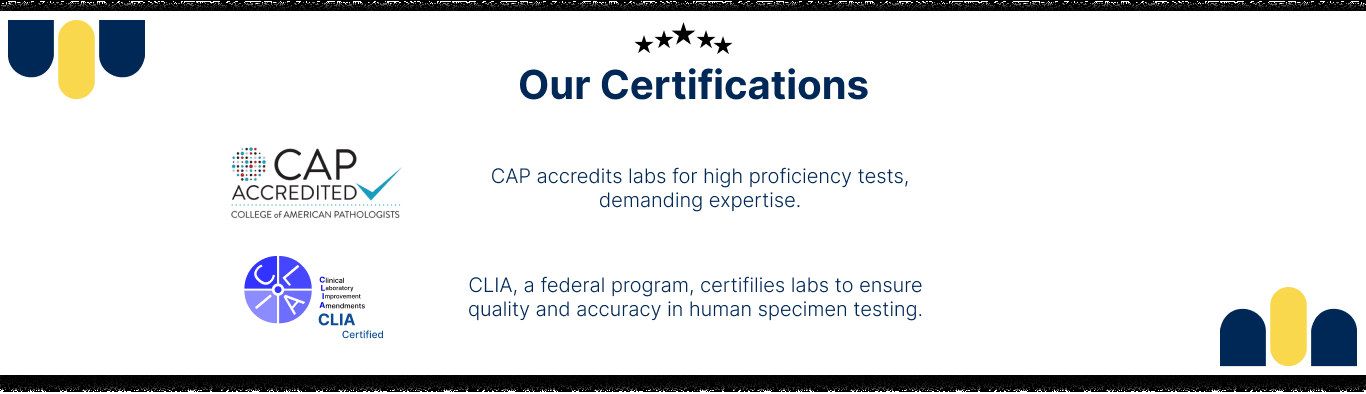 Our Certifications
CAP
ACCREDITED
COLLEGE of AMERICAN PATHOLOGISTS
CAP accredits labs for high proficiency tests,
demanding expertise.
CLIA
Clinical
Laboratory
Improvement
Amendments
CLIA
Certified
CLIA, a federal program, certifilies labs to ensure
quality and accuracy in human specimen testing.